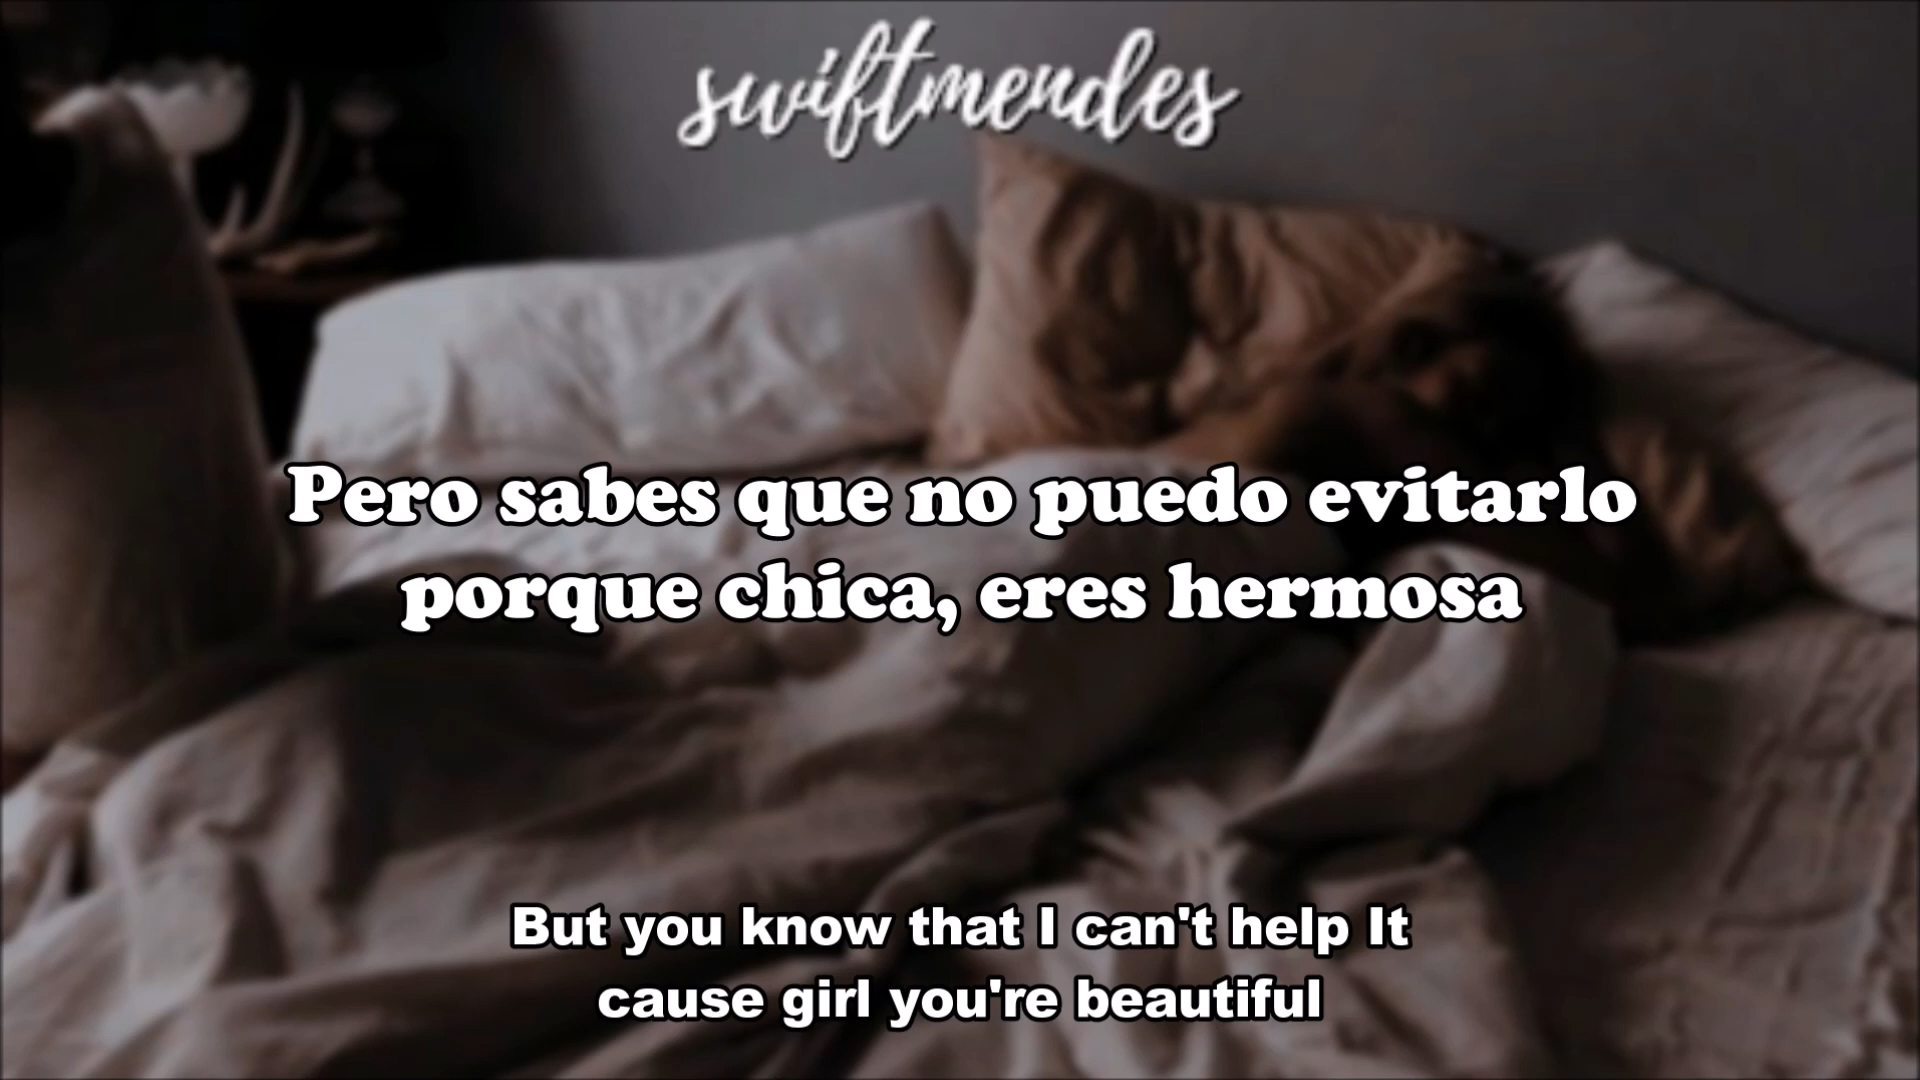 swiftmendes
Pero sabes que no puedo evitarlo
porque chica, eres hermosa
But you know that I can't help It
cause girl you're beautiful